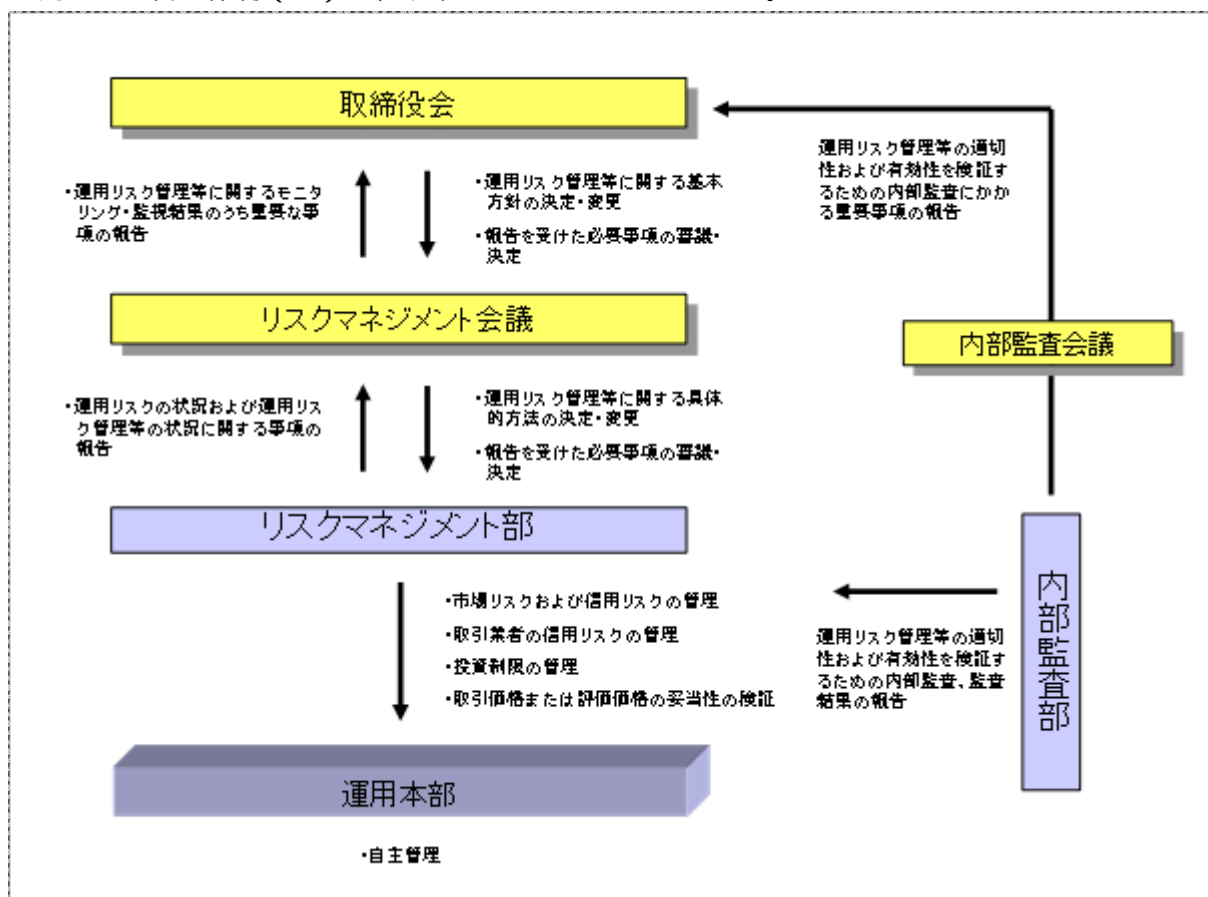 取締役会
・運用リスク管理等に関するモニ
タリング・監視結果のうち重要な事
項の報告
・運用リスク管理等に関する基本
方針の決定・変更
・報告を受けた必要事項の審議・
決定
運用リスク管理等の適切
性および有効性を検証す
るための内部監査にかか
る重要事項の報告
リスクマネジメント会議
内部監査会議
・運用リスクの状況および運用リス
ク管理等の状況に関する事項の
報告
・運用リスク管理等に関する具体
的方法の決定・変更
・報告を受けた必要事項の審議・
決定
リスクマネジメント部
・市場リスクおよび信用リスクの管理
・取引業者の信用リスクの管理
・投資制限の管理
・取引価格または評価価格の妥当性の検証
運用リスク管理等の適切
性および有効性を検証す
るための内部監査、監査
結果の報告
内部監査部
運用本部
・自主管理